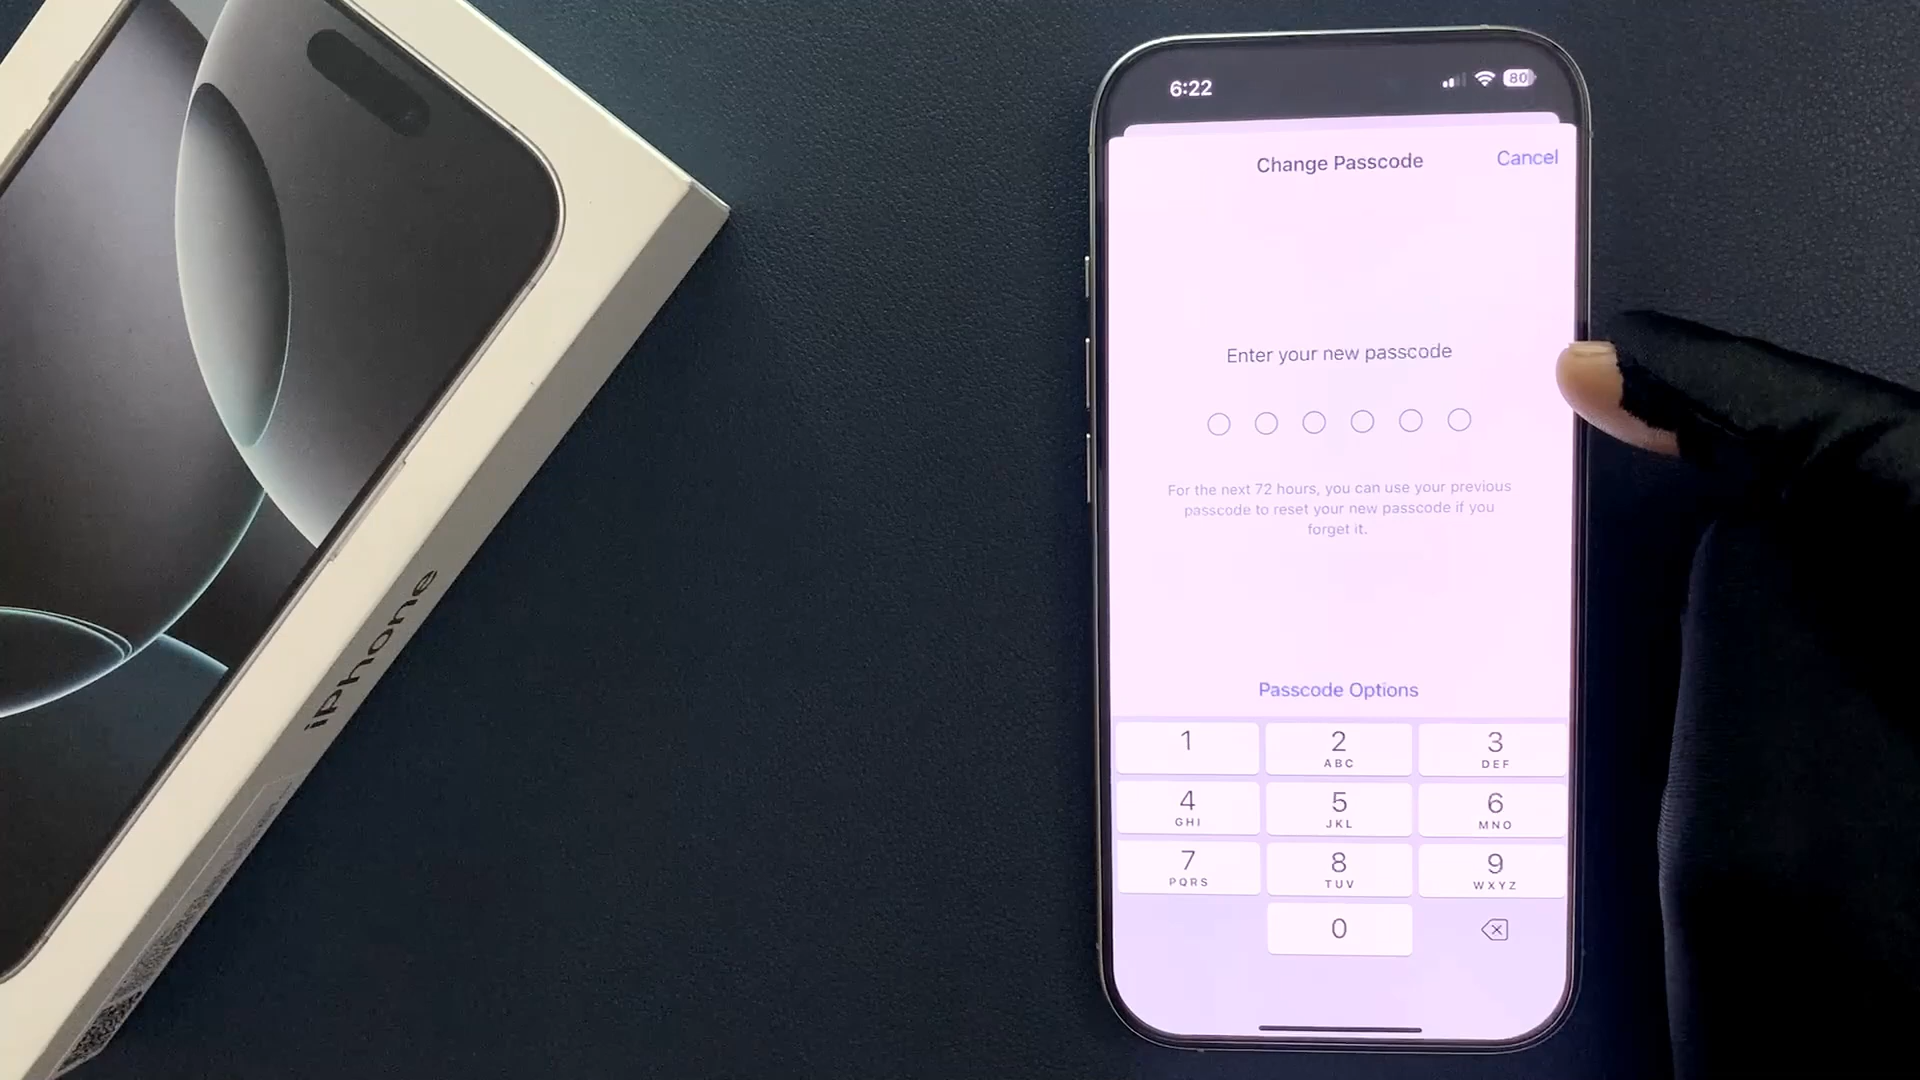 iPhone
6:22
80
Change Passcode
Cancel
Enter your new passcode
For the next 72 hours, you can use your previous
passcode to reset your new passcode if you
forget it.
Passcode Options
1
2
3
ABC
DEF
4
5
6
GHI
JKL
MNO
7
8
9
PQRS
TUV
WXYZ
0